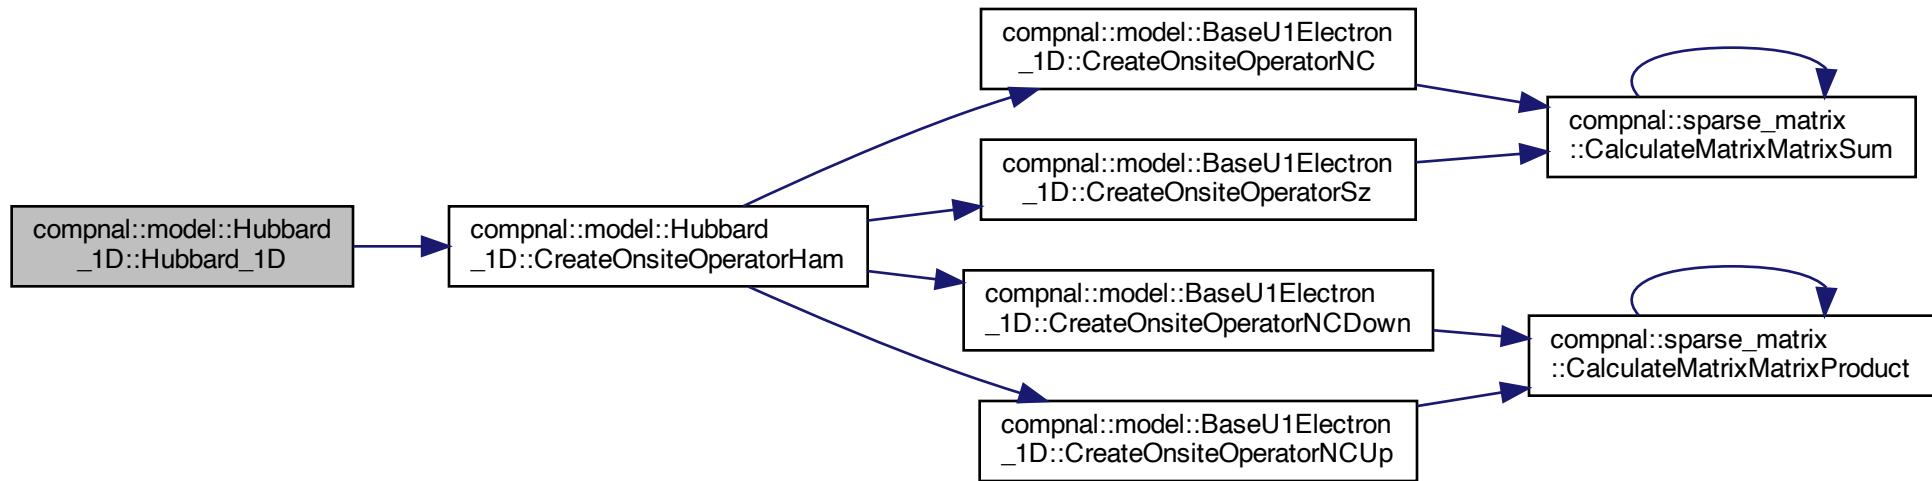 compnal::model::Hubbard
_1D::Hubbard_1D
compnal::model::Hubbard
_1D::CreateOnsiteOperatorHam
compnal::model::BaseU1Electron
_1D::CreateOnsiteOperatorNC
compnal::model::BaseU1Electron
_1D::CreateOnsiteOperatorSz
compnal::model::BaseU1Electron
_1D::CreateOnsiteOperatorNCDown
compnal::model::BaseU1Electron
_1D::CreateOnsiteOperatorNCUp
compnal::sparse_matrix
::CalculateMatrixMatrixSum
compnal::sparse_matrix
::CalculateMatrixMatrixProduct